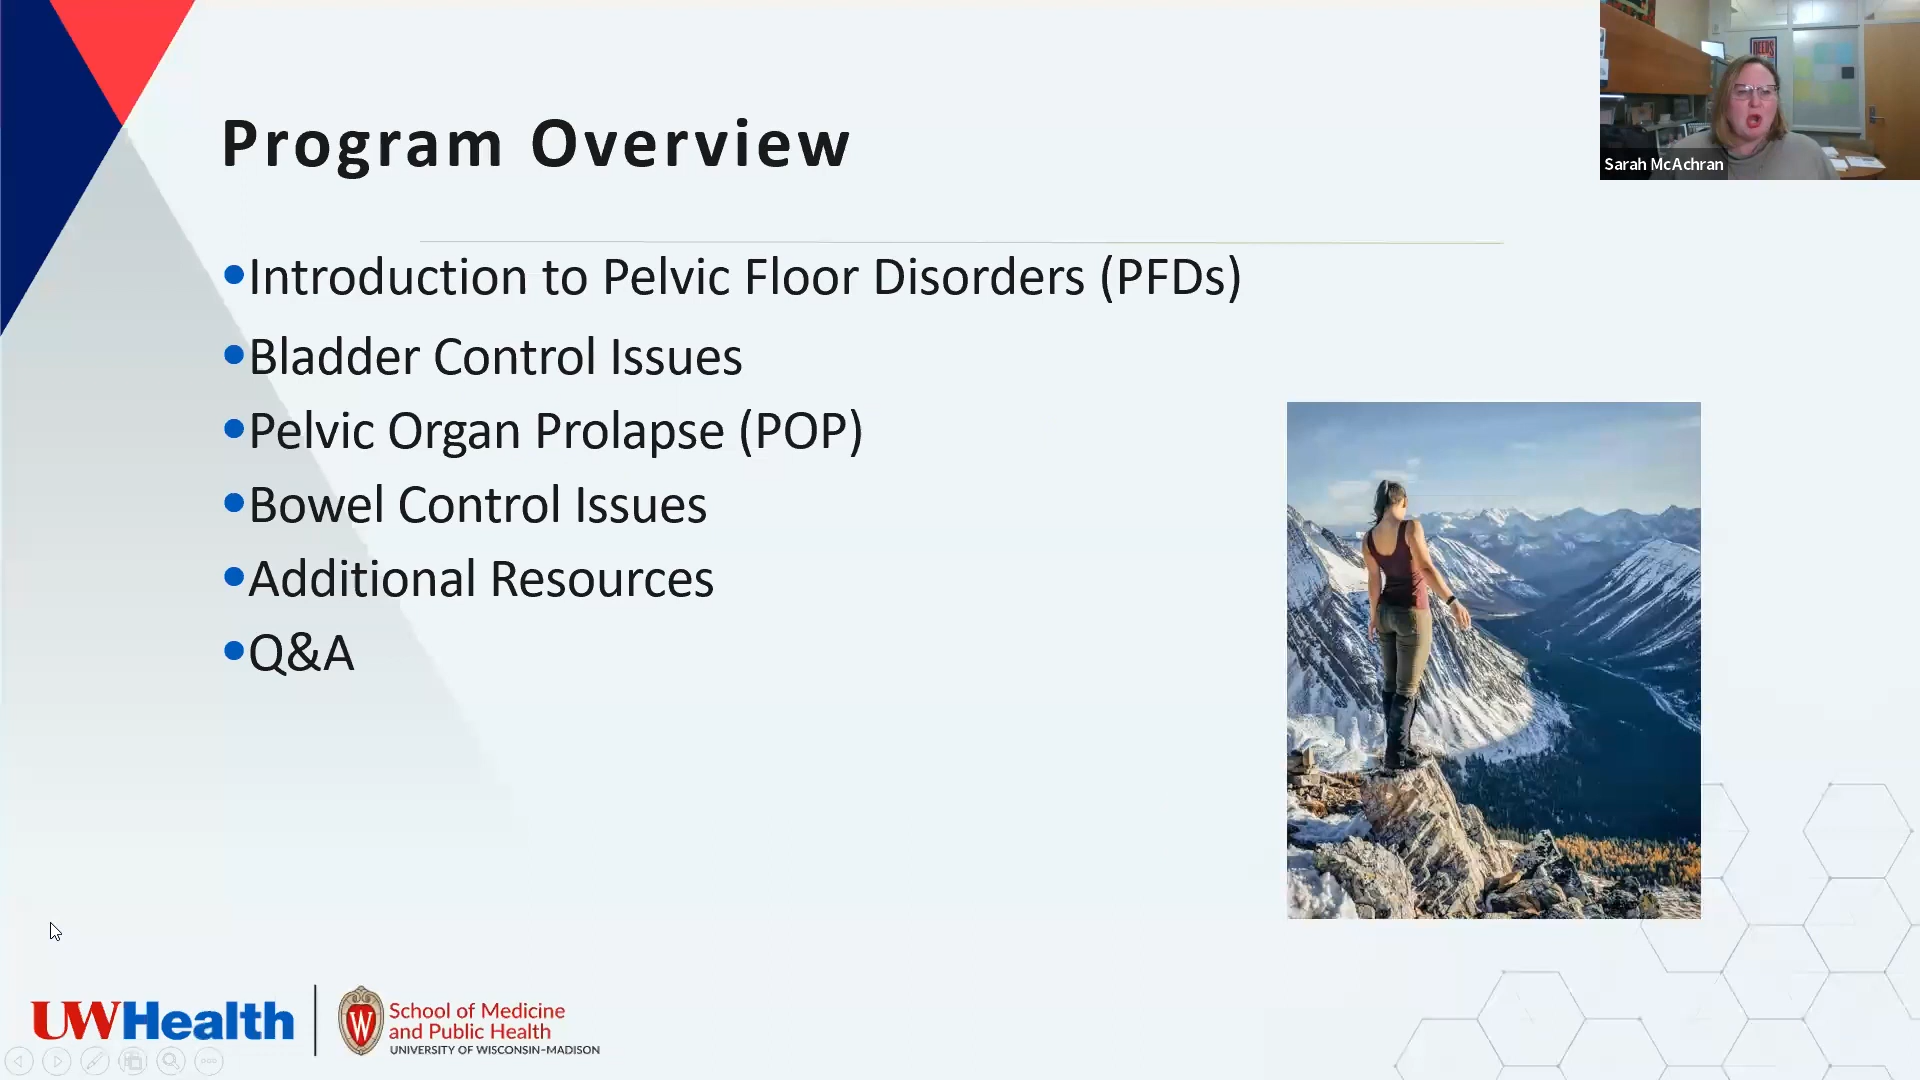 Program Overview
Sarah McAchran
•Introduction to Pelvic Floor Disorders (PFDs)
•Bladder Control Issues
•Pelvic Organ Prolapse (POP)
•Bowel Control Issues
•Additional Resources
•Q&A
UWHealth
W
School of Medicine
and Public Health
UNIVERSITY OF WISCONSIN–MADISON